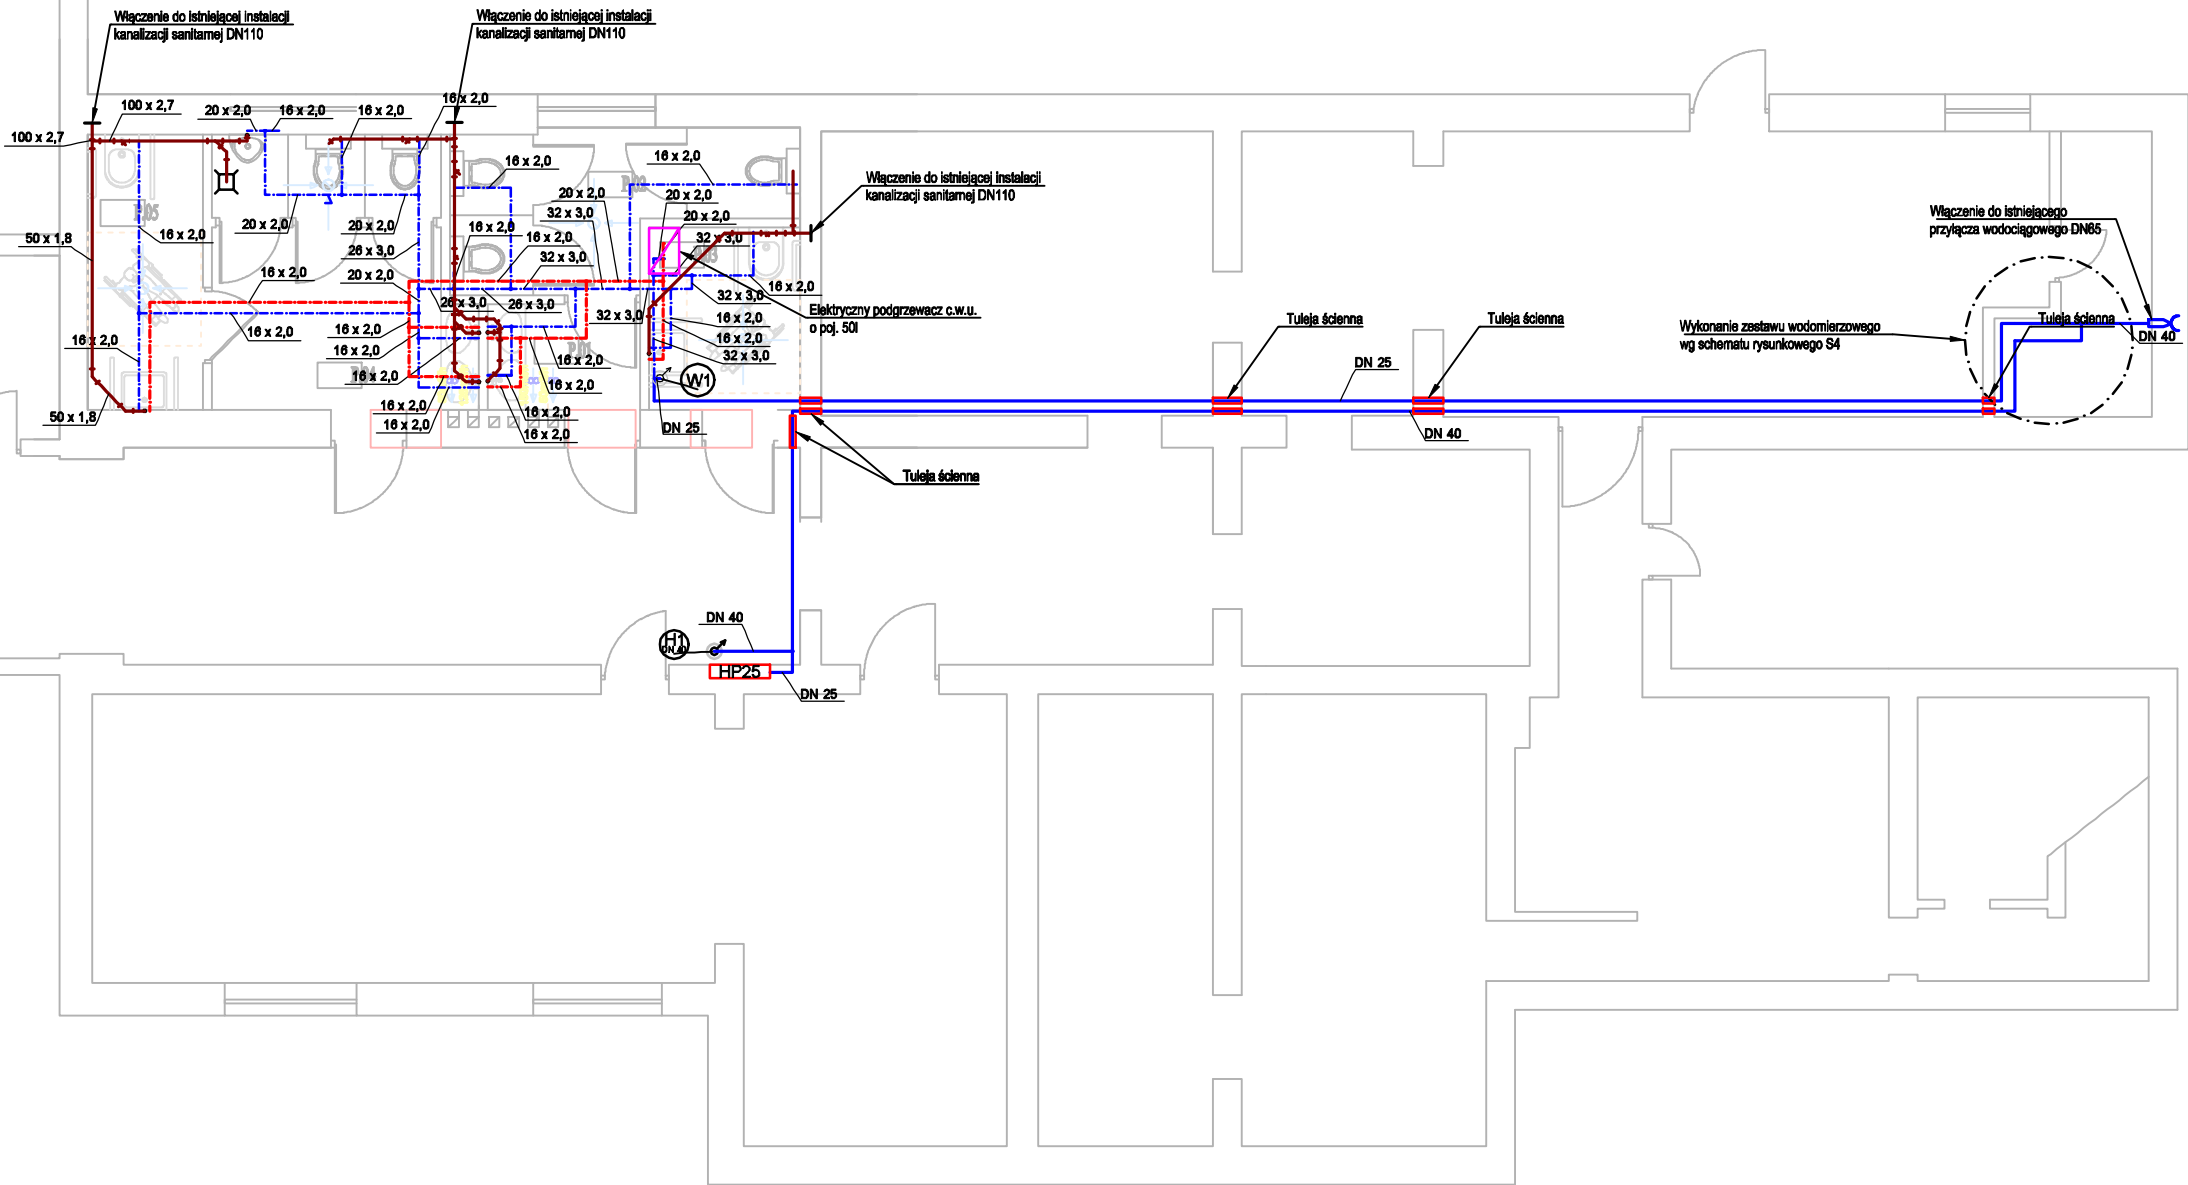 Włączenie do istniejącej instalacji
kanalizacji sanitarnej DN110
Włączenie do istniejącej instalacji
kanalizacji sanitarnej DN110
100 x 2,7
20 x 2,0
16 x 2,0
16 x 2,0
16 x 2,0
100 x 2,7
16 x 2,0
16 x 2,0
Włączenie do istniejącej instalacji
kanalizacji sanitarnej DN110
P.02
20 x 2,0
20 x 2,0
P.05
32 x 3,0
20 x 2,0
Włączenie do istniejącego
przyłącza wodociągowego DN65
20 x 2,0
20 x 2,0
16 x 2,0
50 x 1,8
16 x 2,0
16 x 2,0
32 x 3,0
26 x 3,0
32 x 3,0
16 x 2,0
20 x 2,0
16 x 2,0
32 x 3,0
26 x 3,0
26 x 3,0
Elektryczny podgrzewacz c.w.u.
o poj. 50l
32 x 3,0
16 x 2,0
Tuleja ścienna
Tuleja ścienna
Tuleja ścienna
16 x 2,0
16 x 2,0
Wykonanie zestawu wodomierzowego
wg schematu rysunkowego S4
DN 40
16 x 2,0
16 x 2,0
16 x 2,0
P.01
32 x 3,0
16 x 2,0
DN 25
16 x 2,0
P.04
W1
16 x 2,0
16 x 2,0
16 x 2,0
50 x 1,8
16 x 2,0
DN 25
16 x 2,0
DN 40
Tuleja ścienna
DN 40
H1
DN 40
HP25
DN 25